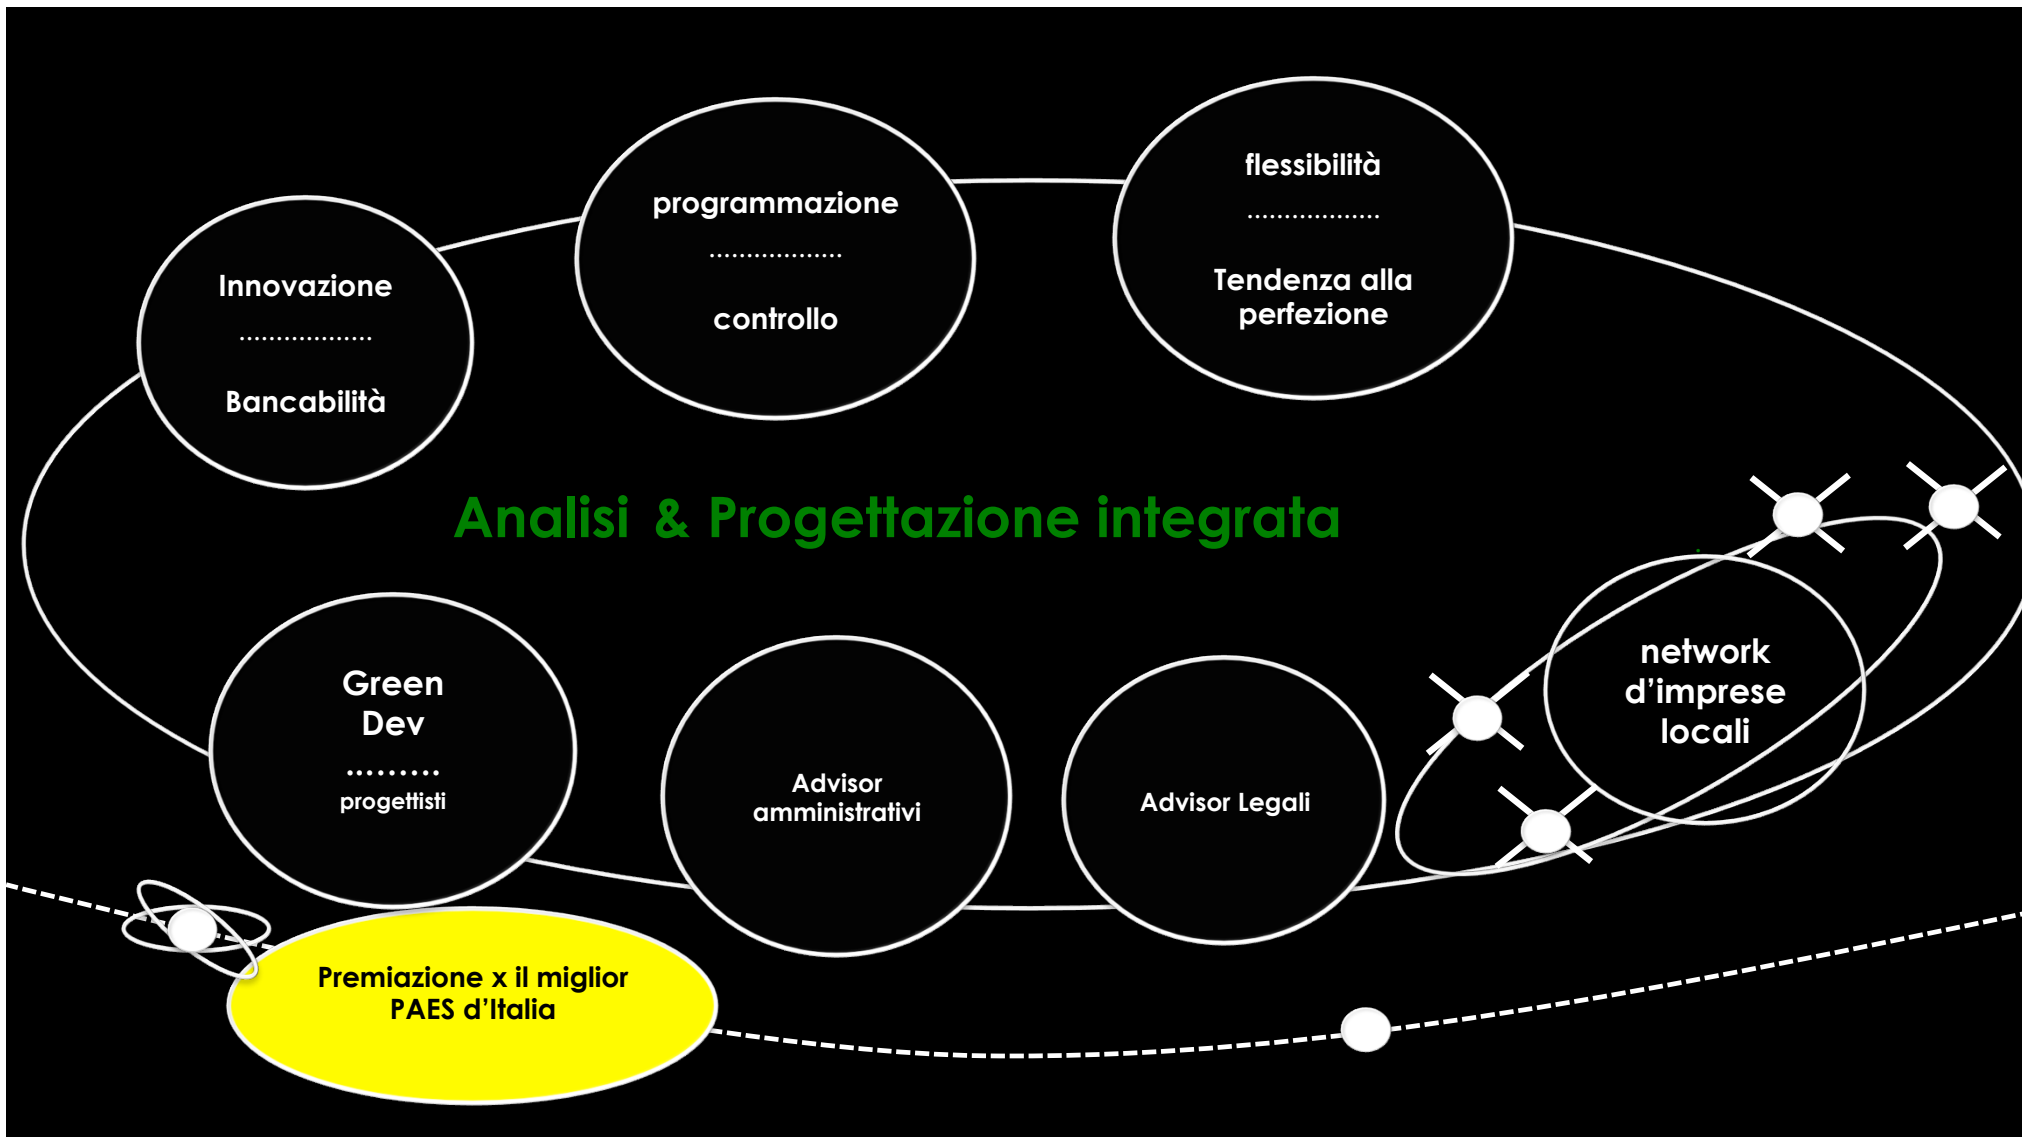 Innovazione
..................
Bancabilità
programmazione
..................
controllo
flessibilità
..................
Tendenza alla
perfezione
Analisi & Progettazione integrata
Green
Dev
.........
progettisti
Advisor
amministrativi
Advisor Legali
network
d’imprese
locali
Premiazione x il miglior
PAES d’Italia